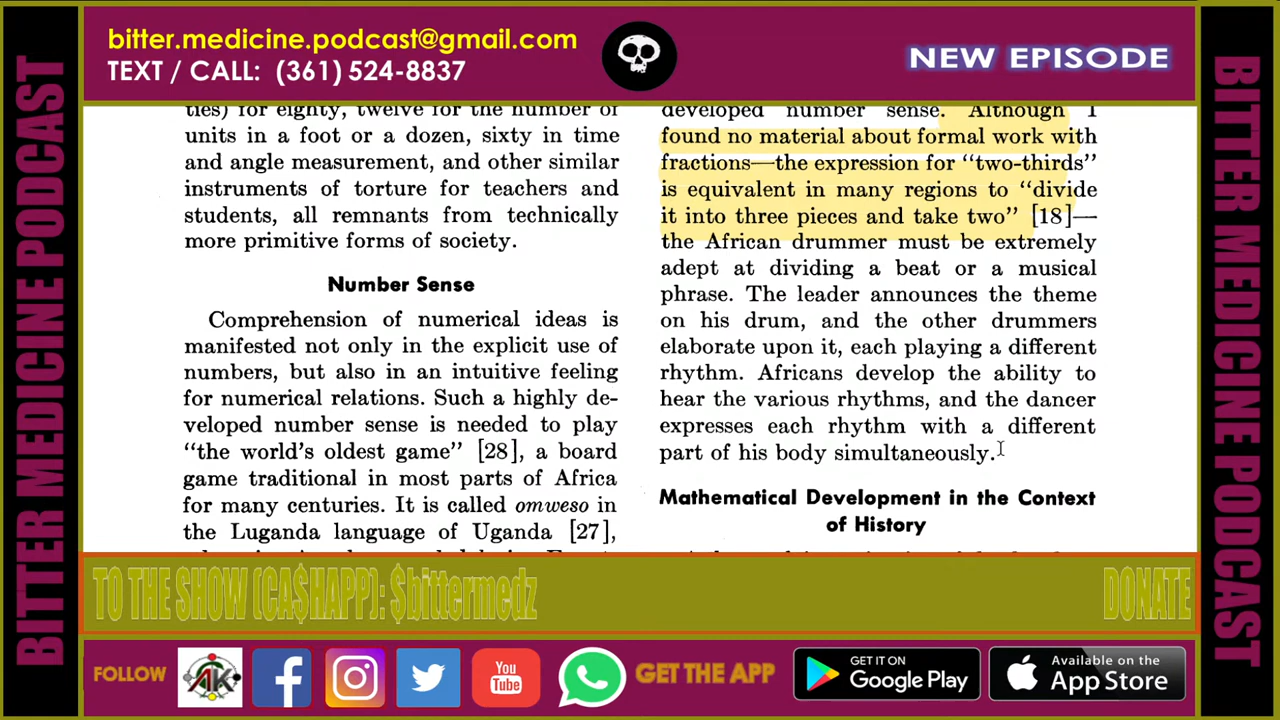 bitter.medicine.podcast@gmail.com
TEXT / CALL: (361) 524-8837
NEW EPISODE
BITTER MEDICINE PODCAST
ties) for eighty, twelve for the number of
units in a foot or a dozen, sixty in time
and angle measurement, and other similar
instruments of torture for teachers and
students, all remnants from technically
more primitive forms of society.
Number Sense
Comprehension of numerical ideas is
manifested not only in the explicit use of
numbers, but also in an intuitive feeling
for numerical relations. Such a highly de-
veloped number sense is needed to play
“the world’s oldest game” [28], a board
game traditional in most parts of Africa
for many centuries. It is called omweso in
the Luganda language of Uganda [27],
developed number sense. Although I
found no material about formal work with
fractions—the expression for “two-thirds”
is equivalent in many regions to “divide
it into three pieces and take two” [18]—
the African drummer must be extremely
adept at dividing a beat or a musical
phrase. The leader announces the theme
on his drum, and the other drummers
elaborate upon it, each playing a different
rhythm. Africans develop the ability to
hear the various rhythms, and the dancer
expresses each rhythm with a different
part of his body simultaneously.
Mathematical Development in the Context
of History
BITTER MEDICINE PODCAST
TO THE SHOW (CA$HAPP): $bittermedz
DONATE
FOLLOW
ATK
You
Tube
GET THE APP
GET IT ON
Google Play
Available on the
App Store